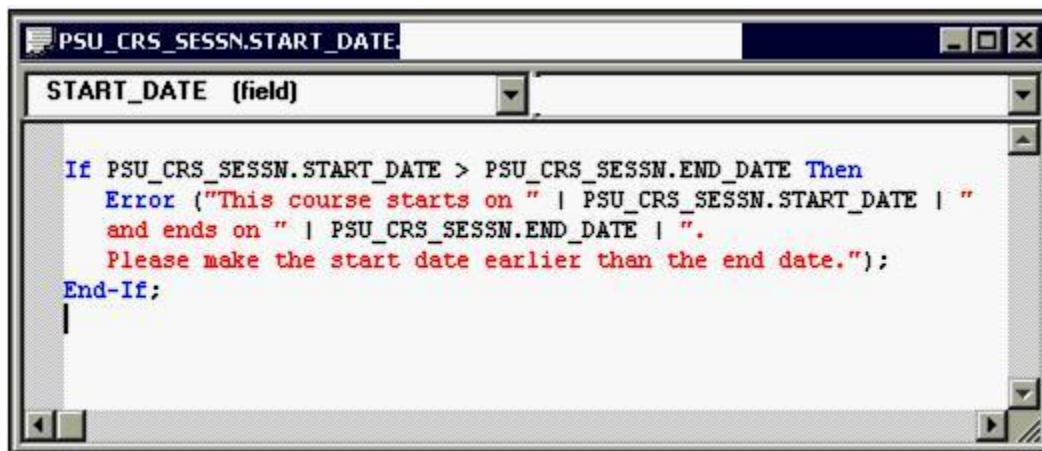 PSU_CRS_SESSN.START_DATE.
START_DATE (field)
If PSU_CRS_SESSN.START_DATE > PSU_CRS_SESSN.END_DATE Then
Error ("This course starts on " | PSU_CRS_SESSN.START_DATE | "
and ends on " | PSU_CRS_SESSN.END_DATE | ".
Please make the start date earlier than the end date.");
End-If;